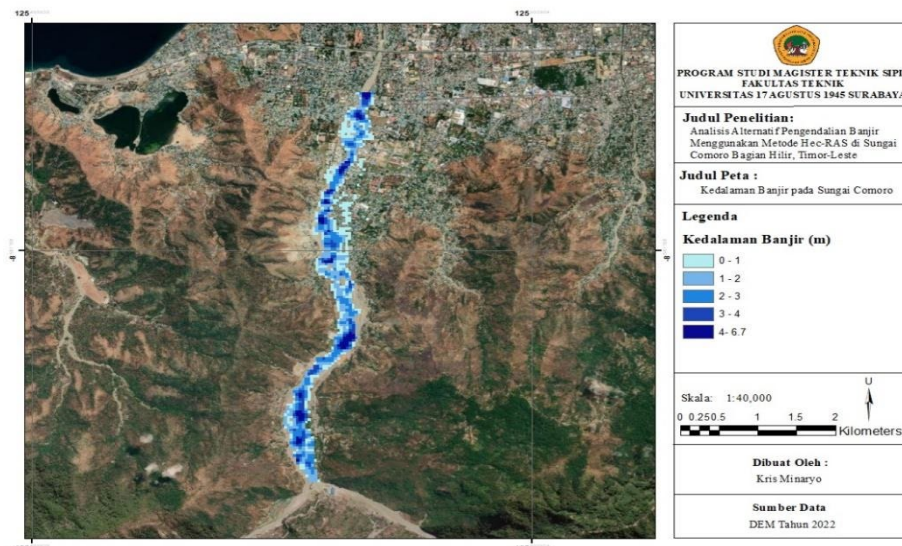 125
125
-8
-8
PROGRAM STUDI MAGISTER TEKNIK SIPIL
FAKULTAS TEKNIK
UNIVERSITAS 17 AGUSTUS 1945 SURABAYA
Judul Penelitian:
Analisis Alternatif Pengendalian Banjir
Menggunakan Metode Hec-RAS di Sungai
Comoro Bagian Hilir, Timor-Leste
Judul Peta :
Kedalaman Banjir pada Sungai Comoro
Legenda
Kedalaman Banjir (m)
0 - 1
1 - 2
2 - 3
3 - 4
4- 6.7
U
Skala: 1:40,000
0 0.25 0.5 1 1.5 2
Kilometers
Dibuat Oleh :
Kris Minaryo
Sumber Data
DEM Tahun 2022